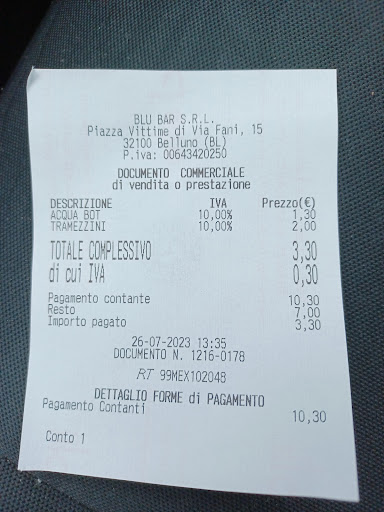 BLU BAR S.R.L.
Piazza Vittime di Via Fani, 15
32100 Belluno (BL)
P.iva: 00643420250
DOCUMENTO COMMERCIALE
di vendita o prestazione
DESCRIZIONE IVA Prezzo(€)
ACQUA BOT 10,00% 1,30
TRAMEZZINI 10,00% 2,00
TOTALE COMPLESSIVO 3,30
di cui IVA 0,30
Pagamento contante 10,30
Resto 7,00
Importo pagato 3,30
26-07-2023 13:35
DOCUMENTO N. 1216-0178
RT 99MEX102048
DETTAGLIO FORME di PAGAMENTO
Pagamento Contanti 10,30
Conto 1